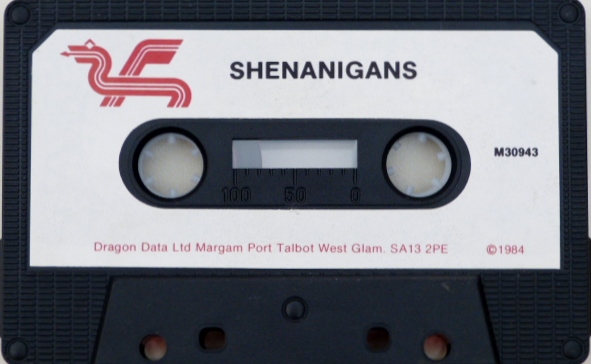 SHENANIGANS
M30943
100 50 0
Dragon Data Ltd Margam Port Talbot West Glam. SA13 2PE ©1984